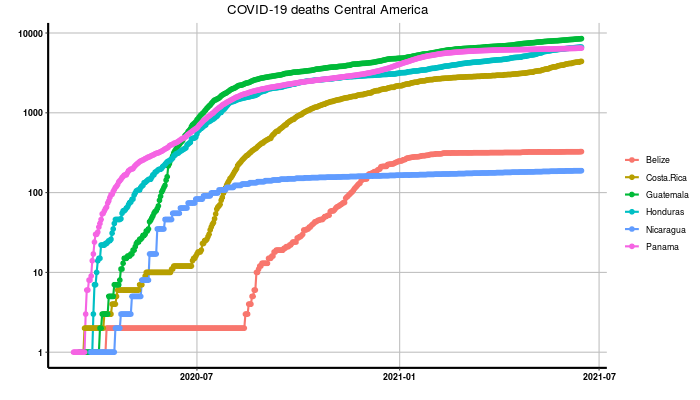 COVID-19 deaths Central America
10000
1000
100
10
1
2020-07
2021-01
2021-07
Belize
Costa.Rica
Guatemala
Honduras
Nicaragua
Panama